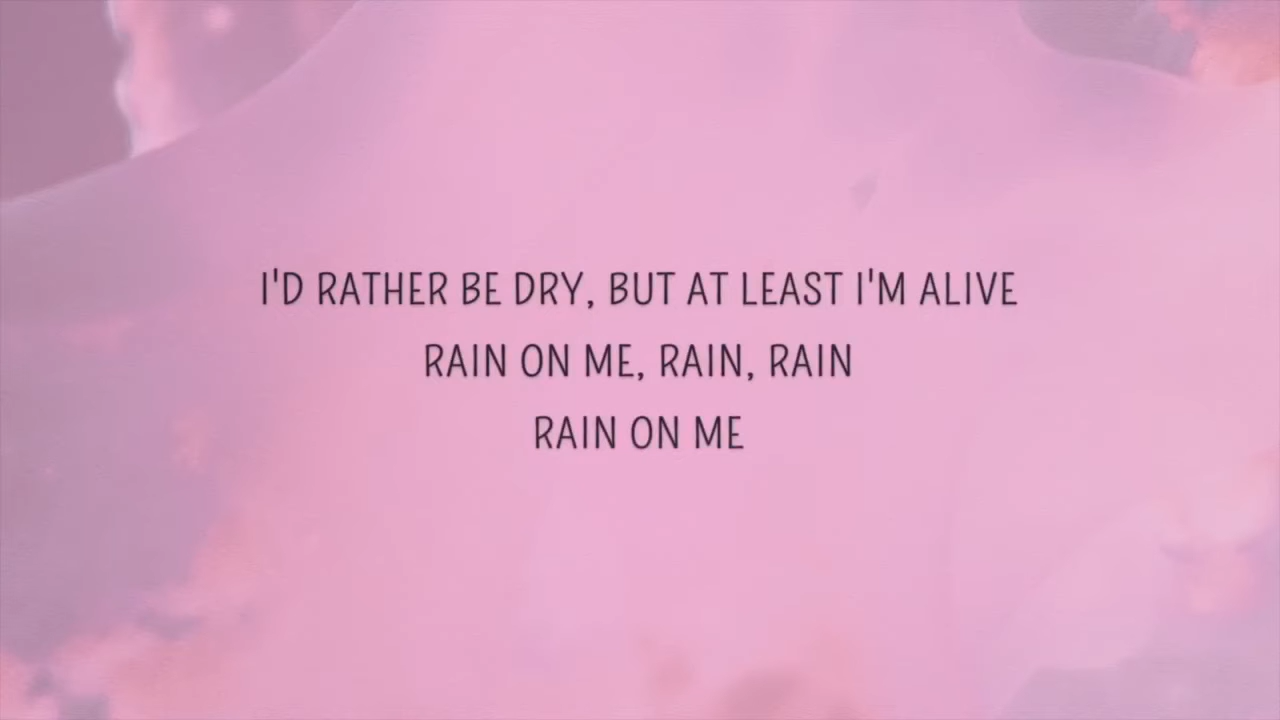 I'D RATHER BE DRY, BUT AT LEAST I'M ALIVE
RAIN ON ME, RAIN, RAIN
RAIN ON ME